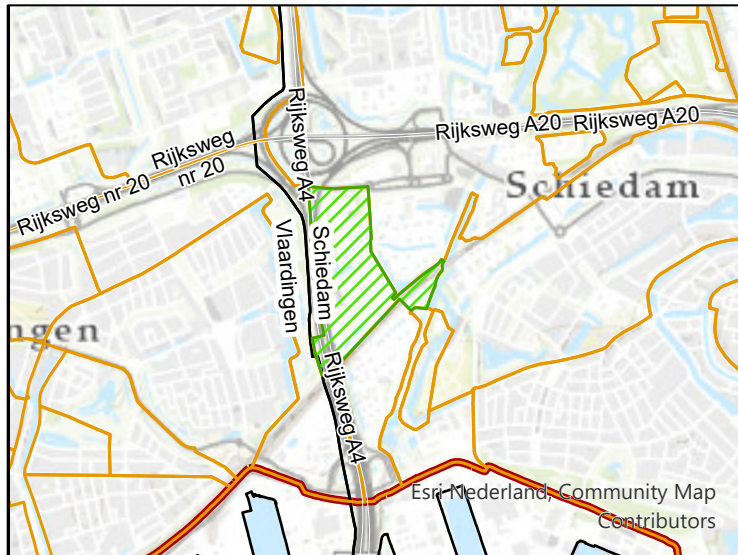 Rijksweg A4
Rijksweg A20
Rijksweg A20
Rijksweg
nr 20
Rijksweg nr 20
Schiedam
Schiedam
Vlaardingen
ngen
Rijksweg A4
Esri Nederland, Community Map
Contributors